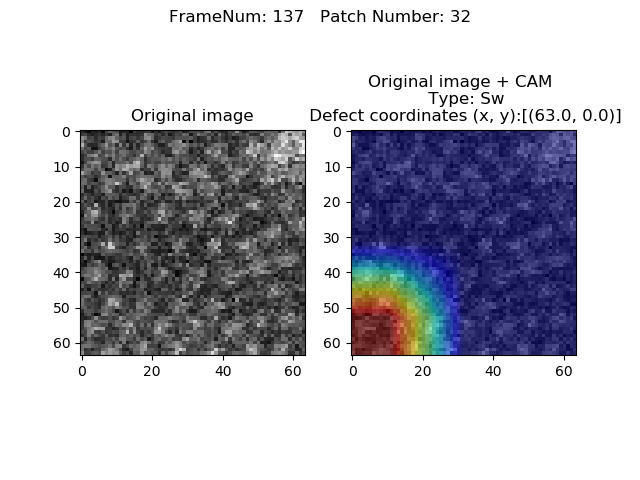 FrameNum: 137   Patch Number: 32
Original image
Original image + CAM
Type: Sw
Defect coordinates (x, y):[(63.0, 0.0)]
0
10
20
30
40
50
60
0 20 40 60
0
10
20
30
40
50
60
0 20 40 60